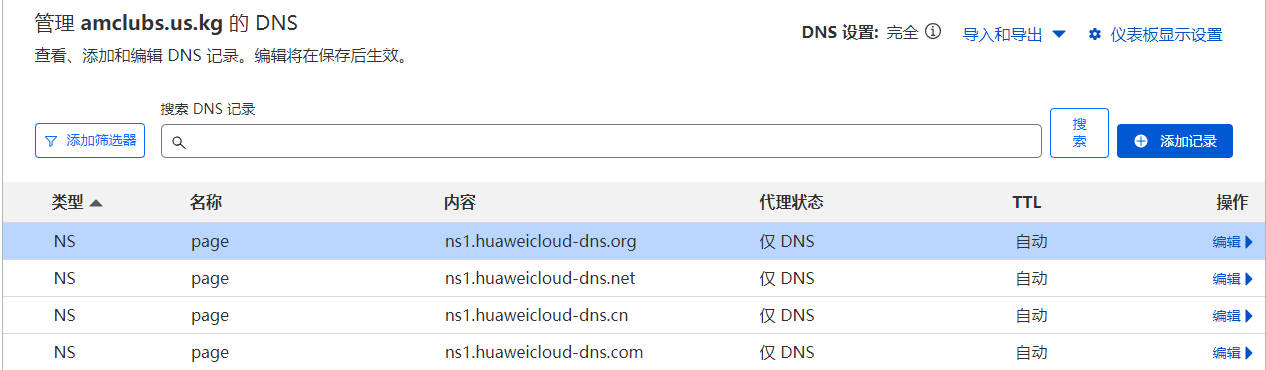 管理 amclubs.us.kg 的 DNS
查看、添加和编辑 DNS 记录。编辑将在保存后生效。
DNS 设置: 完全 导入和导出 仪表板显示设置
搜索 DNS 记录
添加筛选器 搜索 添加记录
类型 名称 内容 代理状态 TTL 操作
NS page ns1.huaweicloud-dns.org 仅 DNS 自动 编辑
NS page ns1.huaweicloud-dns.net 仅 DNS 自动 编辑
NS page ns1.huaweicloud-dns.cn 仅 DNS 自动 编辑
NS page ns1.huaweicloud-dns.com 仅 DNS 自动 编辑